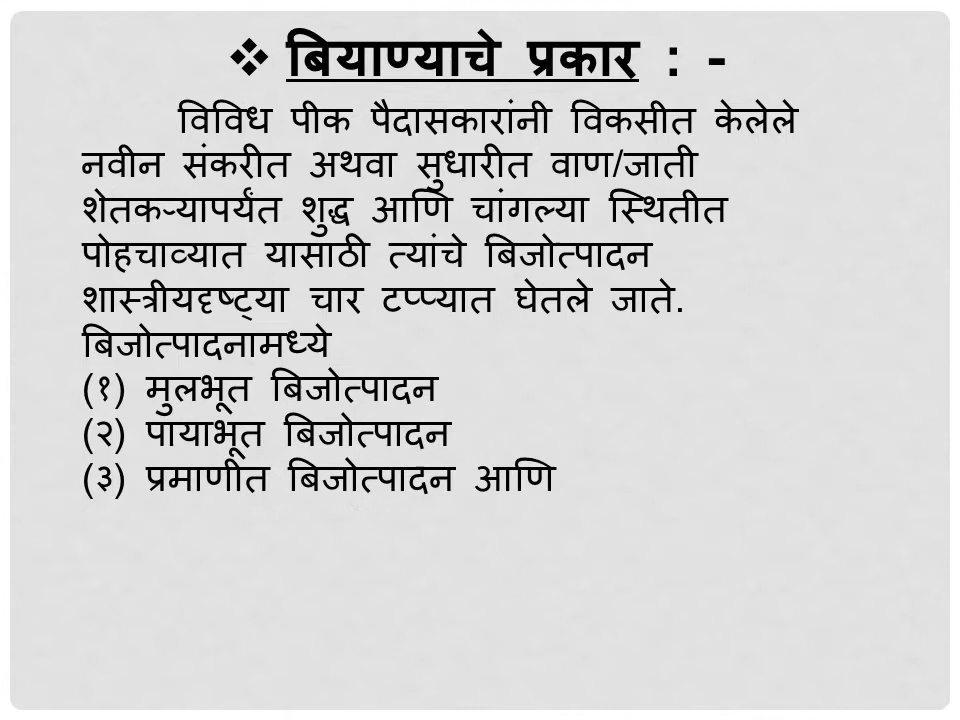 ❖ बियाण्याचे प्रकार : -
विविध पीक पैदासकारांनी विकसीत केलेले
नवीन संकरीत अथवा सुधारीत वाण/जाती
शेतकऱ्यापर्यंत शुद्ध आणि चांगल्या स्थितीत
पोहचाव्यात यासाठी त्यांचे बिजोत्पादन
शास्त्रीयदृष्ट्या चार टप्प्यात घेतले जाते.
बिजोत्पादनामध्ये
(१) मुलभूत बिजोत्पादन
(२) पायाभूत बिजोत्पादन
(३) प्रमाणीत बिजोत्पादन आणि